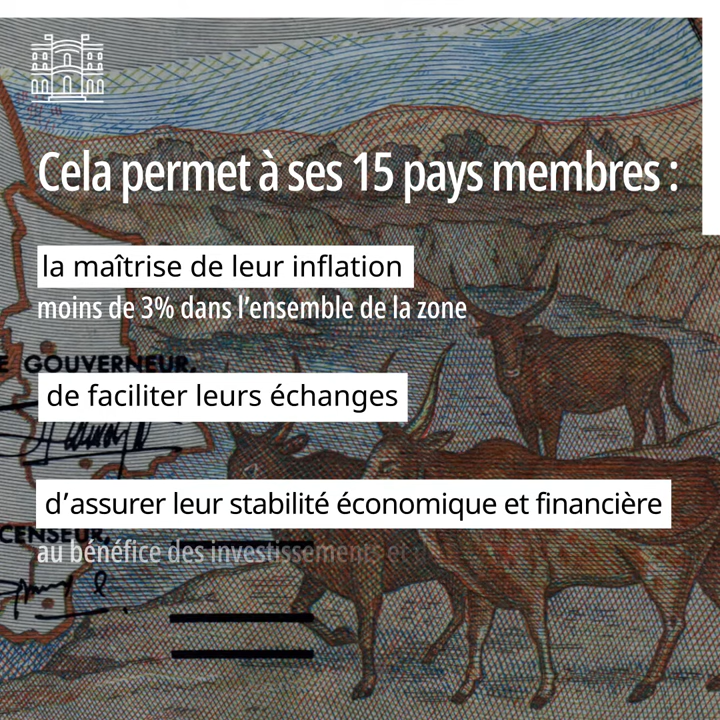 Cela permet à ses 15 pays membres :
la maîtrise de leur inflation
moins de 3% dans l’ensemble de la zone
GOUVERNEUR,
de faciliter leurs échanges
d’assurer leur stabilité économique et financière
CENSEUR,
au bénéfice des investissements et